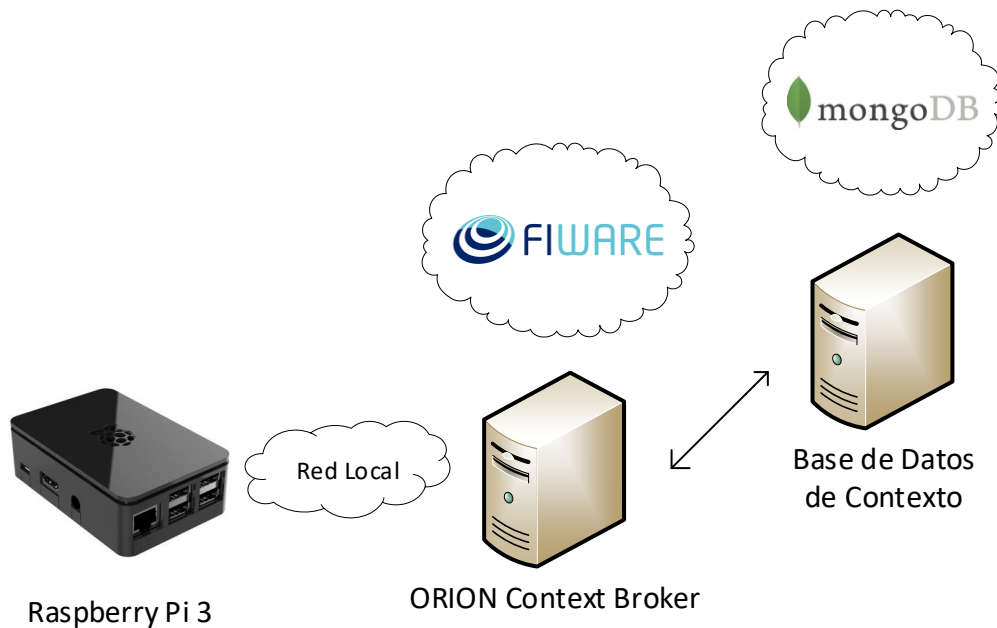 mongoDB
FIWARE
Red Local
Base de Datos
de Contexto
ORION Context Broker
Raspberry Pi 3